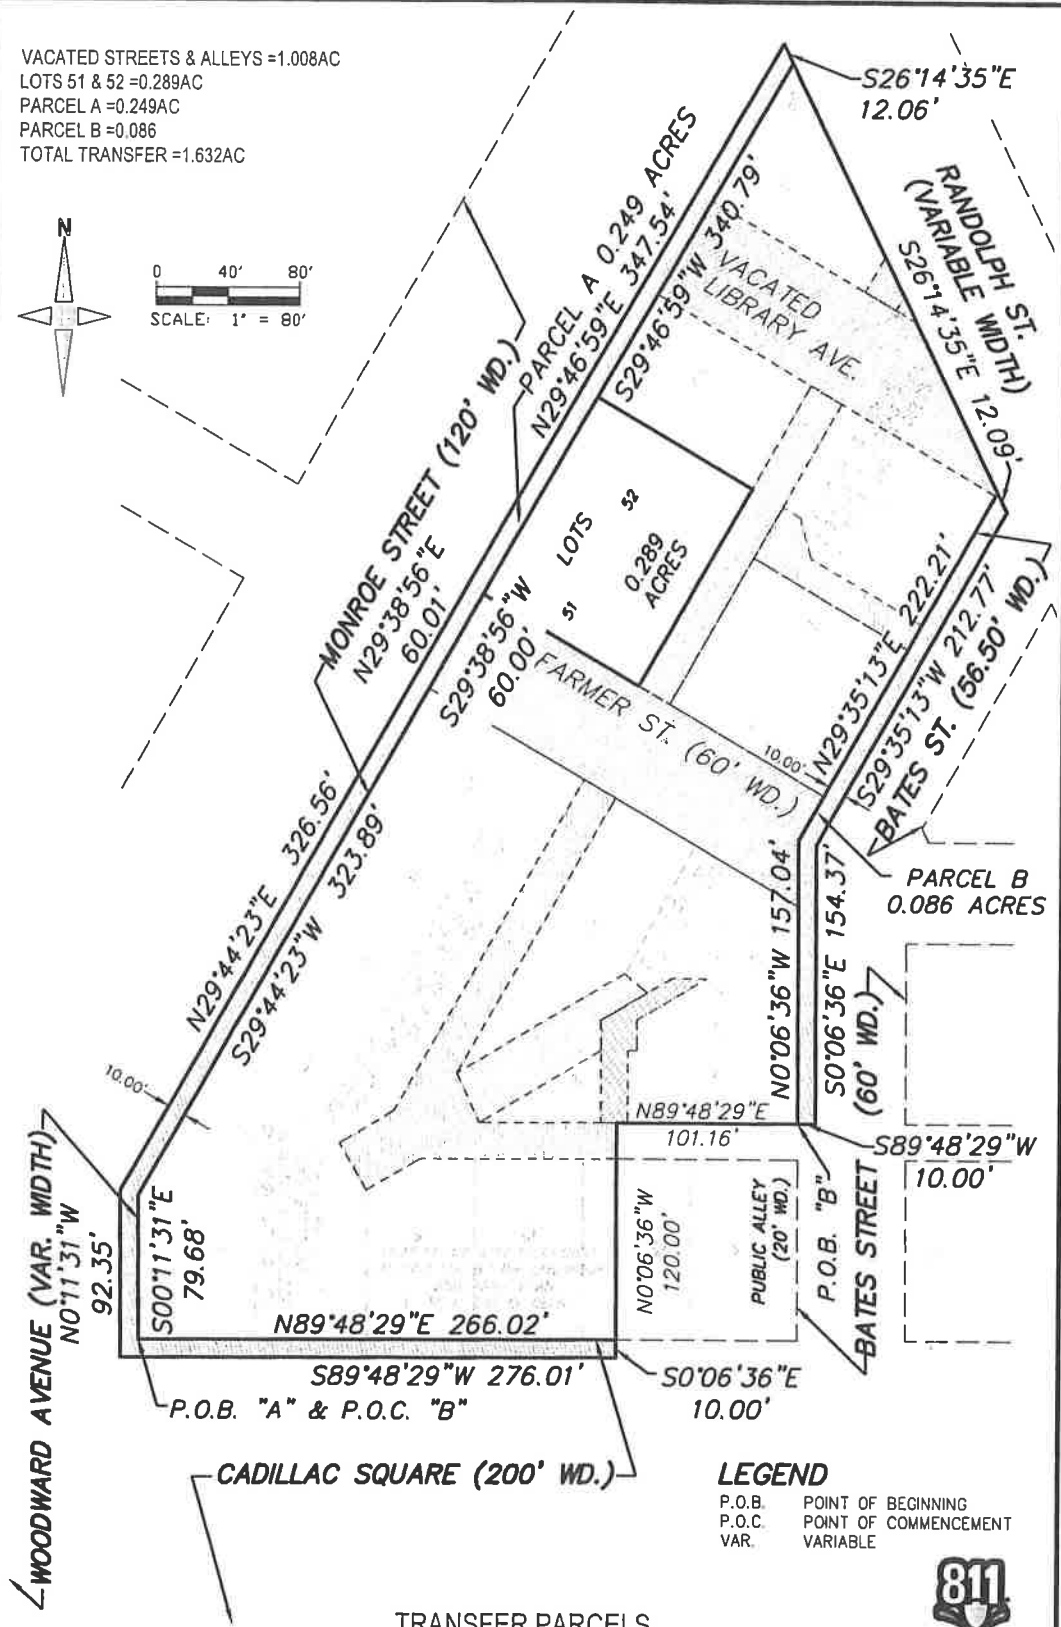 VACATED STREETS & ALLEYS =1.008AC
LOTS 51 & 52 =0.289AC
PARCEL A =0.249AC
PARCEL B =0.086
TOTAL TRANSFER =1.632AC
N
0 40' 80'
SCALE: 1" = 80'
S26°14'35"E
12.06'
RANDOLPH ST.
(VARIABLE WIDTH)
S26°14'35"E 12.09'
PARCEL A 0.249 ACRES
N29°46'59"E 347.54'
S29°46'59"W 340.79'
VACATED
LIBRARY AVE.
MONROE STREET (120' WD.)
N29°38'56"E
60.01'
S29°38'56"W
60.00'
LOTS
51
52
0.289
ACRES
FARMER ST. (60' WD.)
10.00'
N29°35'13"E 222.21'
S29°35'13"W 212.77'
BATES ST. (56.50' WD.)
PARCEL B
0.086 ACRES
N29°44'23"E 326.56'
S29°44'23"W 323.89'
10.00'
N0°06'36"W 157.04'
S0°06'36"E 154.37'
(60' WD.)
BATES STREET
N89°48'29"E
101.16'
S89°48'29"W
10.00'
WOODWARD AVENUE (VAR. WIDTH)
N0°11'31"W
92.35'
S00°11'31"E
79.68'
N0°06'36"W
120.00'
PUBLIC ALLEY
(20' WD.)
P.O.B. "B"
N89°48'29"E 266.02'
S89°48'29"W 276.01'
S0°06'36"E
10.00'
P.O.B. "A" & P.O.C. "B"
CADILLAC SQUARE (200' WD.)
LEGEND
P.O.B. POINT OF BEGINNING
P.O.C. POINT OF COMMENCEMENT
VAR. VARIABLE
811
TRANSFER PARCELS